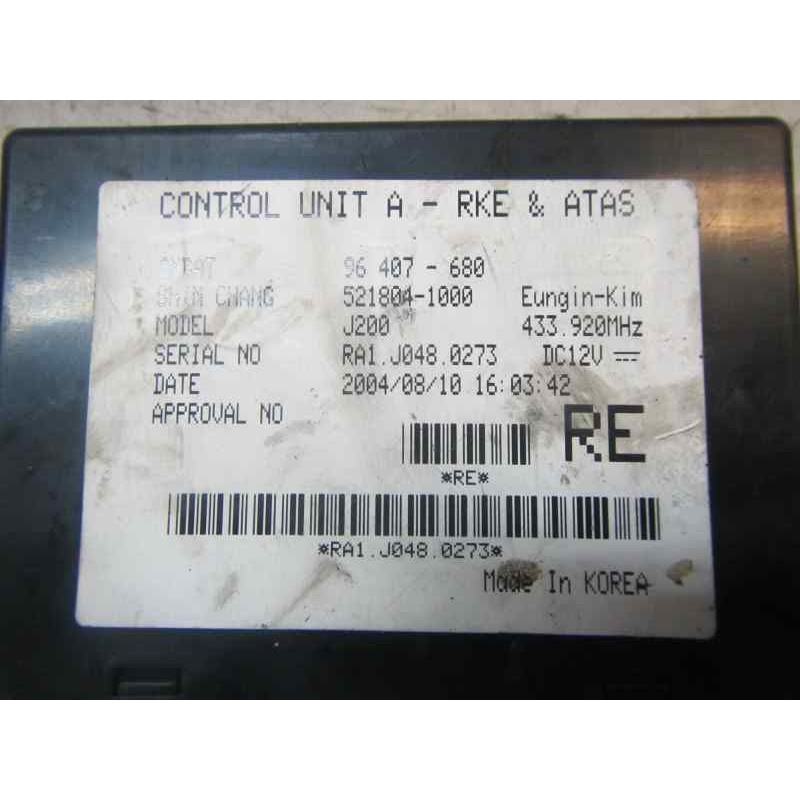 CONTROL UNIT A - RKE & ATAS
96 407 - 680
SHIN CHANG 521804-1000 Eungin-Kim
MODEL J200 433.920MHz
SERIAL NO RA1.J048.0273 DC12V
DATE 2004/08/10 16:03:42
APPROVAL NO
RE
*RE*
*RA1.J048.0273*
Made In KOREA